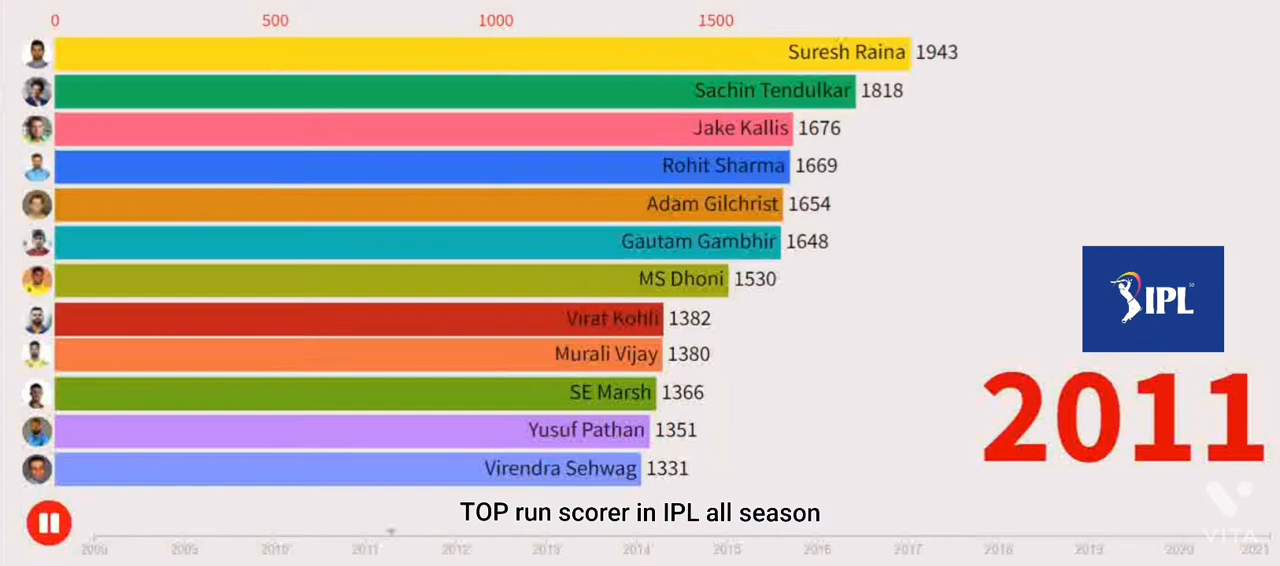 0 500 1000 1500
Suresh Raina 1943
Sachin Tendulkar 1818
Jake Kallis 1676
Rohit Sharma 1669
Adam Gilchrist 1654
Gautam Gambhir 1648
MS Dhoni 1530
IPL
Virat Kohli 1382
Murali Vijay 1380
SE Marsh 1366
2011
Yusuf Pathan 1351
Virendra Sehwag 1331
TOP run scorer in IPL all season
VITA
2009 2010 2011 2012 2013 2014 2015 2016 2017 2018 2019 2020 2021